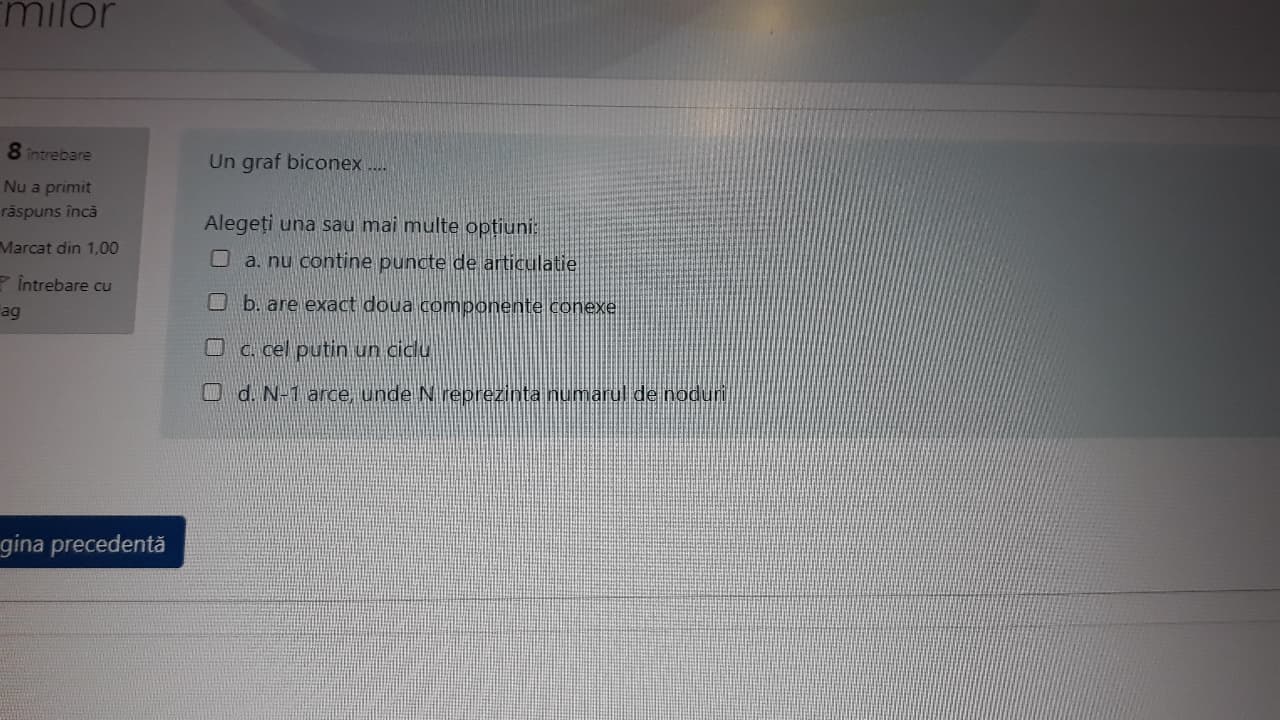 milor
8 întrebare
Nu a primit
răspuns încă
Marcat din 1,00
Întrebare cu
ag
Un graf biconex ....
Alegeți una sau mai multe opțiuni:
a. nu contine puncte de articulatie
b. are exact doua componente conexe
c. cel putin un ciclu
d. N-1 arce, unde N reprezinta numarul de noduri
gina precedentă